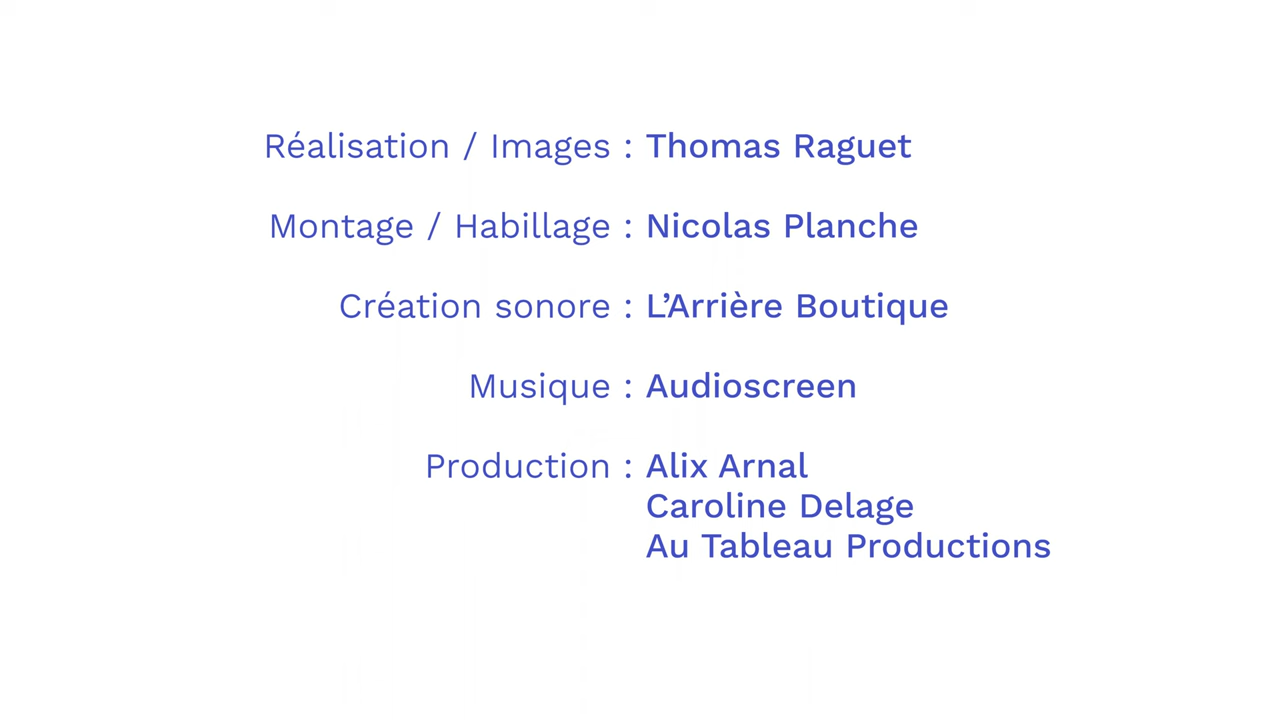 Réalisation / Images : Thomas Raguet
Montage / Habillage : Nicolas Planche
Création sonore : L’Arrière Boutique
Musique : Audioscreen
Production : Alix Arnal
Caroline Delage
Au Tableau Productions